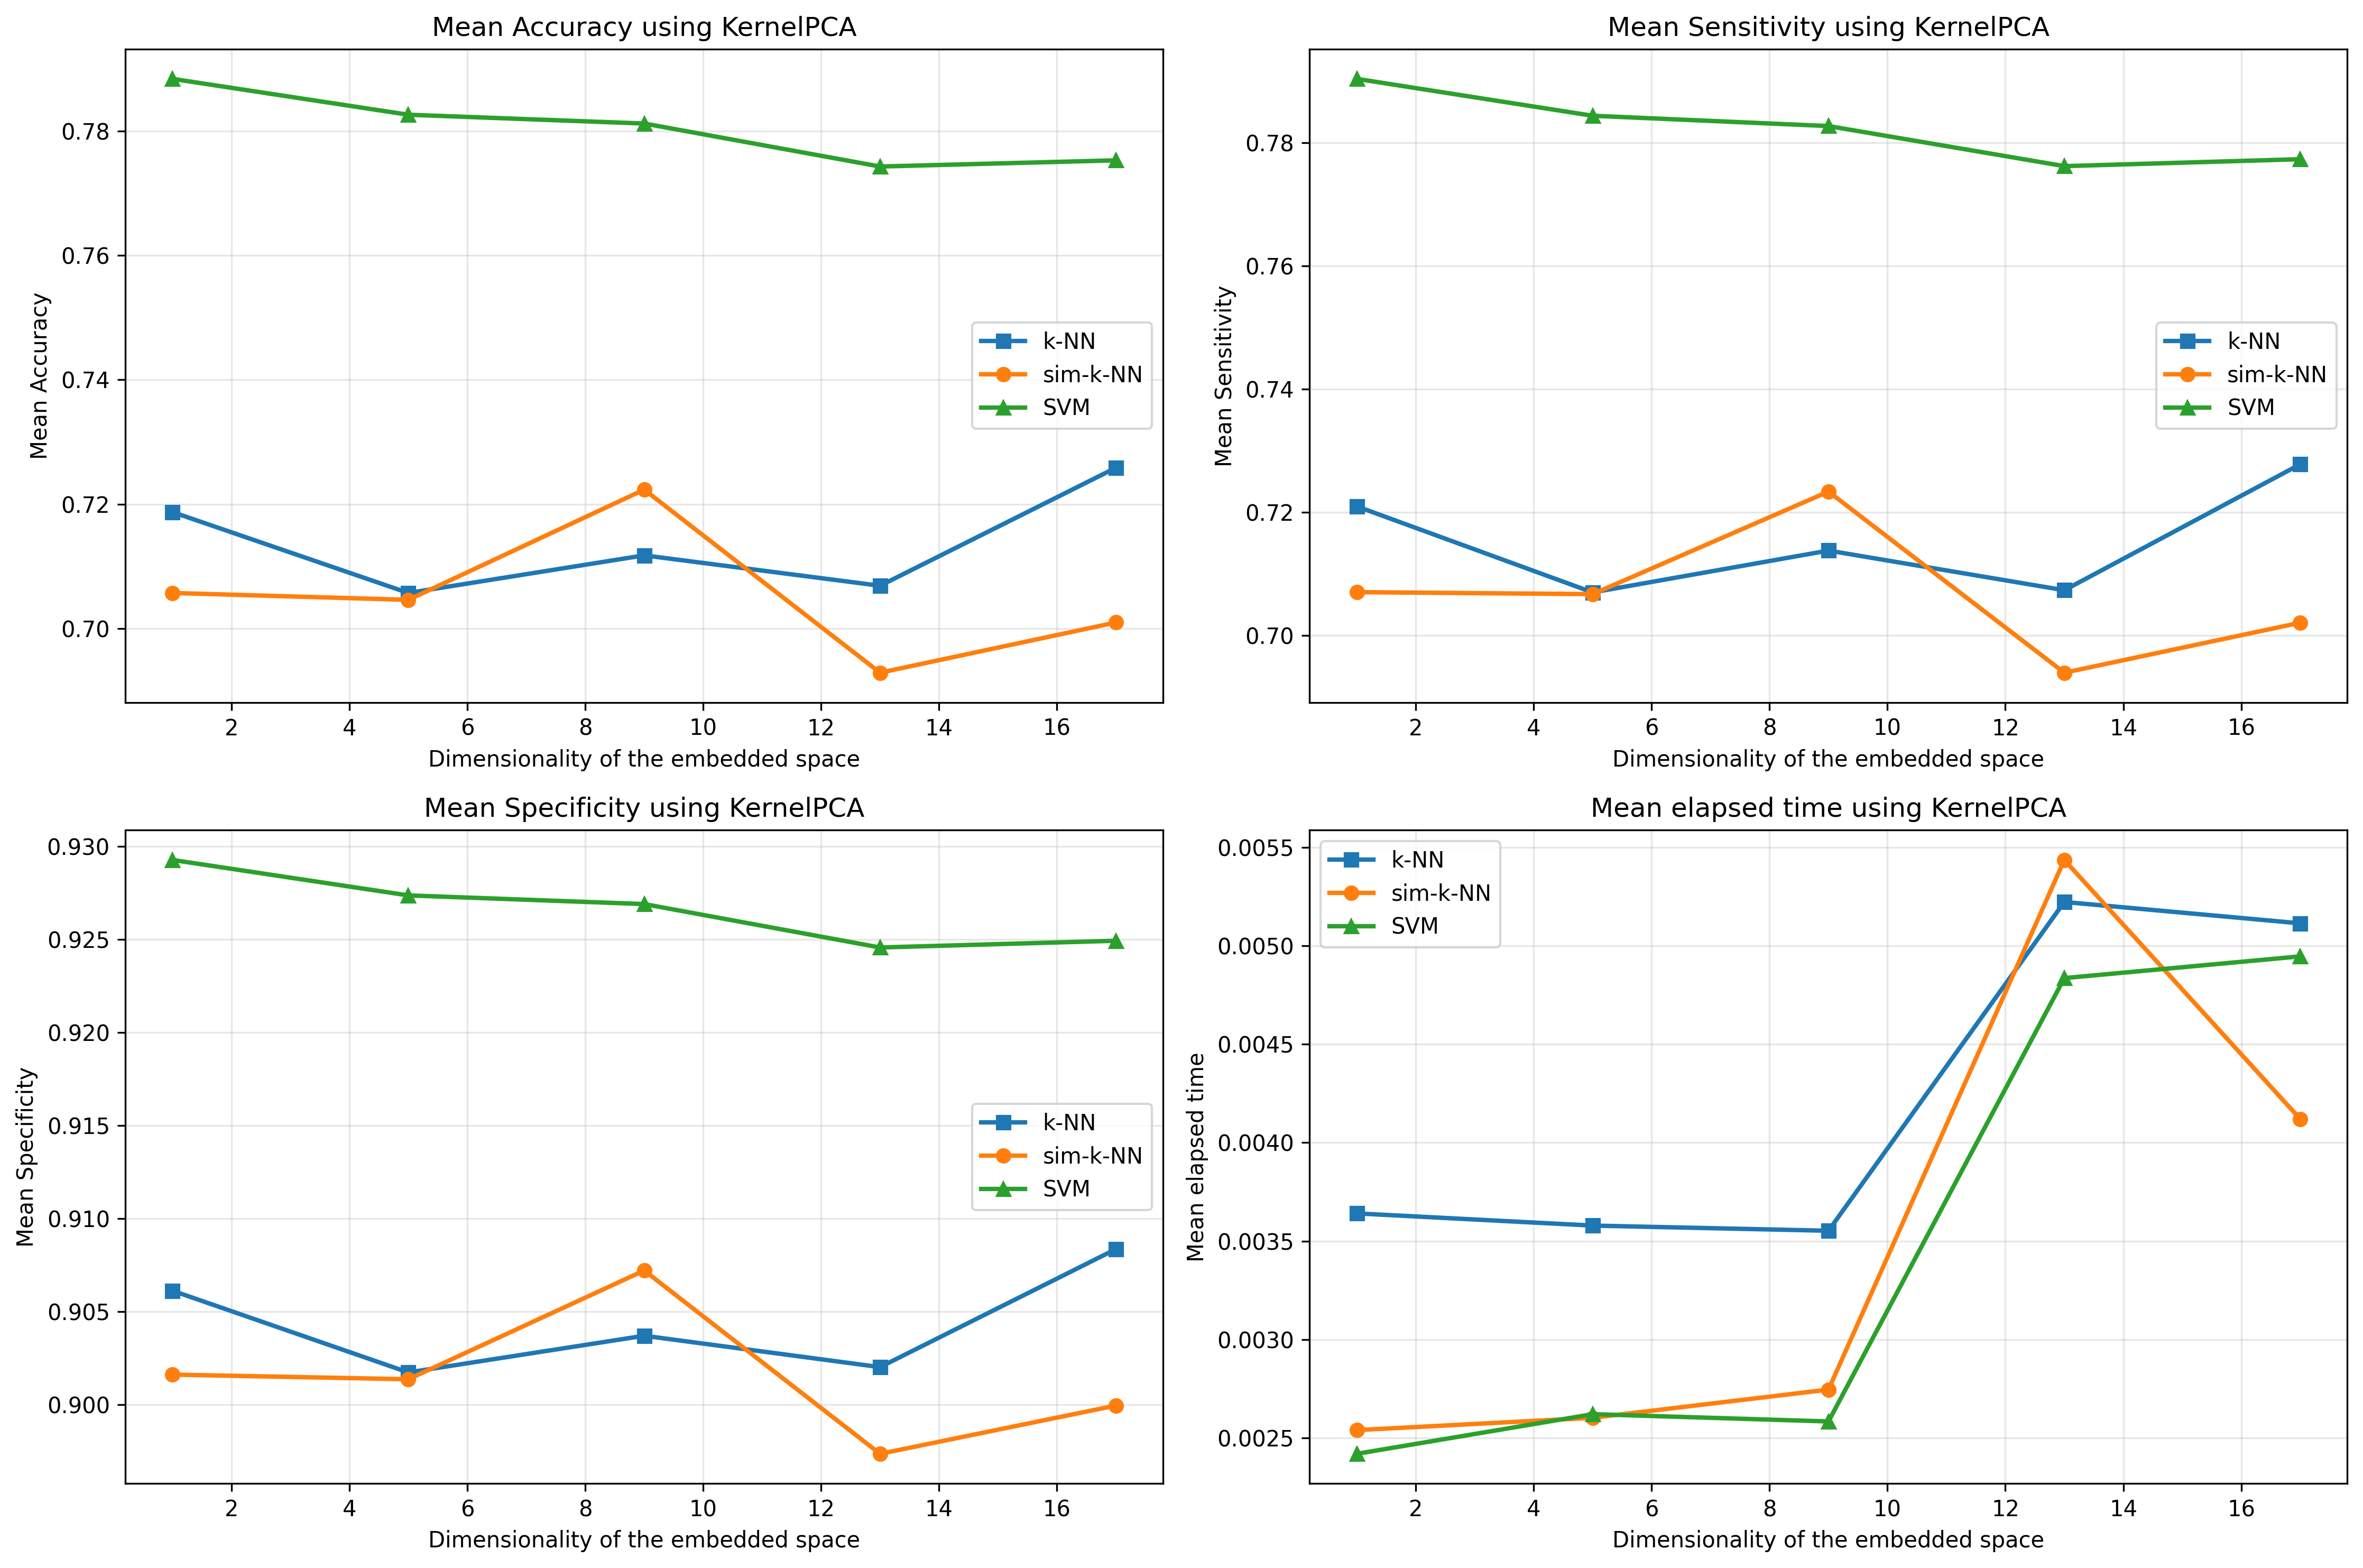 Mean Accuracy using KernelPCA
Mean Accuracy
0.78
0.76
0.74
0.72
0.70
k-NN
sim-k-NN
SVM
2 4 6 8 10 12 14 16
Dimensionality of the embedded space
Mean Sensitivity using KernelPCA
Mean Sensitivity
0.78
0.76
0.74
0.72
0.70
k-NN
sim-k-NN
SVM
2 4 6 8 10 12 14 16
Dimensionality of the embedded space
Mean Specificity using KernelPCA
Mean Specificity
0.930
0.925
0.920
0.915
0.910
0.905
0.900
k-NN
sim-k-NN
SVM
2 4 6 8 10 12 14 16
Dimensionality of the embedded space
Mean elapsed time using KernelPCA
Mean elapsed time
0.0055
0.0050
0.0045
0.0040
0.0035
0.0030
0.0025
k-NN
sim-k-NN
SVM
2 4 6 8 10 12 14 16
Dimensionality of the embedded space